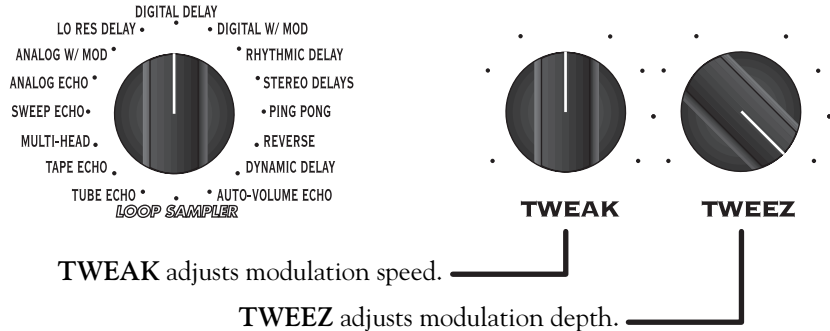 DIGITAL DELAY
LO RES DELAY
DIGITAL W/ MOD
ANALOG W/ MOD
RHYTHMIC DELAY
ANALOG ECHO
STEREO DELAYS
SWEEP ECHO
PING PONG
MULTI-HEAD
REVERSE
TAPE ECHO
DYNAMIC DELAY
TUBE ECHO
AUTO-VOLUME ECHO
LOOP SAMPLER
TWEAK
TWEEZ
TWEAK adjusts modulation speed.
TWEEZ adjusts modulation depth.